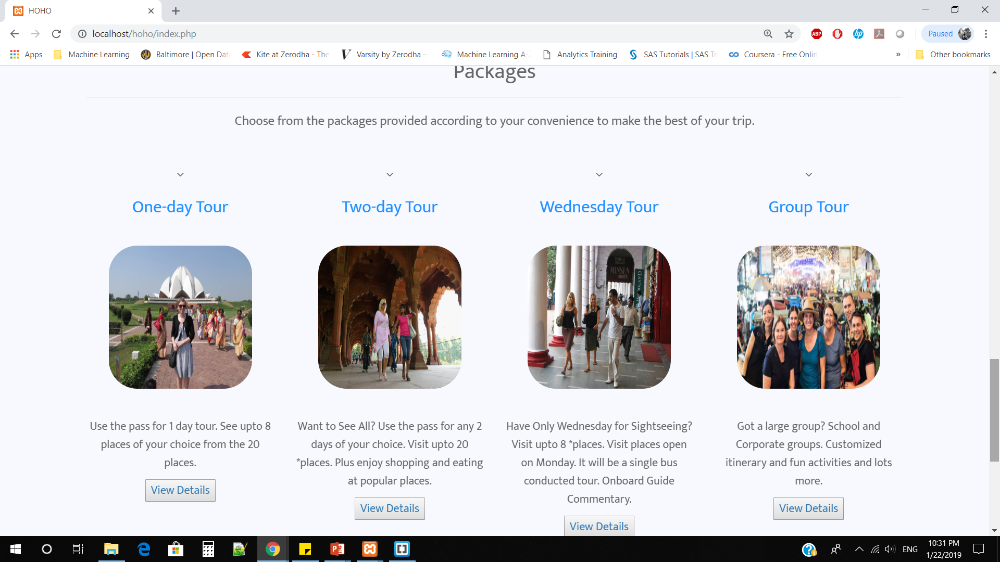 HOHO
localhost/hoho/index.php
ABP
hp
Paused
Apps
Machine Learning
Baltimore | Open Dat
Kite at Zerodha - The
Varsity by Zerodha –
Machine Learning A-
Analytics Training
SAS Tutorials | SAS Tr
Coursera - Free Onlin
»
Other bookmarks
Packages
Choose from the packages provided according to your convenience to make the best of your trip.
One-day Tour
Two-day Tour
Wednesday Tour
Group Tour
MINSEN
SHOES
Use the pass for 1 day tour. See upto 8
places of your choice from the 20
places.
View Details
Want to See All? Use the pass for any 2
days of your choice. Visit upto 20
*places. Plus enjoy shopping and eating
at popular places.
View Details
Have Only Wednesday for Sightseeing?
Visit upto 8 *places. Visit places open
on Monday. It will be a single bus
conducted tour. Onboard Guide
Commentary.
View Details
Got a large group? School and
Corporate groups. Customized
itinerary and fun activities and lots
more.
View Details
ENG
10:31 PM
1/22/2019